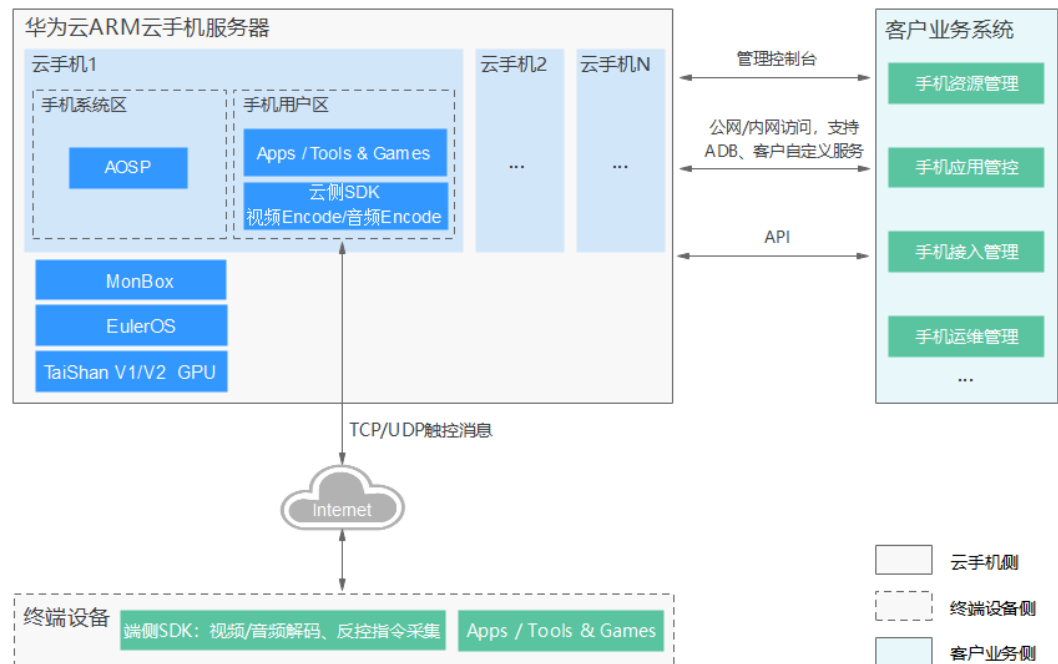 华为云ARM云手机服务器
云手机1
手机系统区
AOSP
手机用户区
Apps / Tools & Games
云侧SDK
视频Encode/音频Encode
云手机2
...
云手机N
...
MonBox
EulerOS
TaiShan V1/V2 GPU
管理控制台
公网/内网访问，支持
ADB、客户自定义服务
API
客户业务系统
手机资源管理
手机应用管控
手机接入管理
手机运维管理
...
TCP/UDP触控消息
Internet
终端设备
端侧SDK：视频/音频解码、反控指令采集
Apps / Tools & Games
云手机侧
终端设备侧
客户业务侧